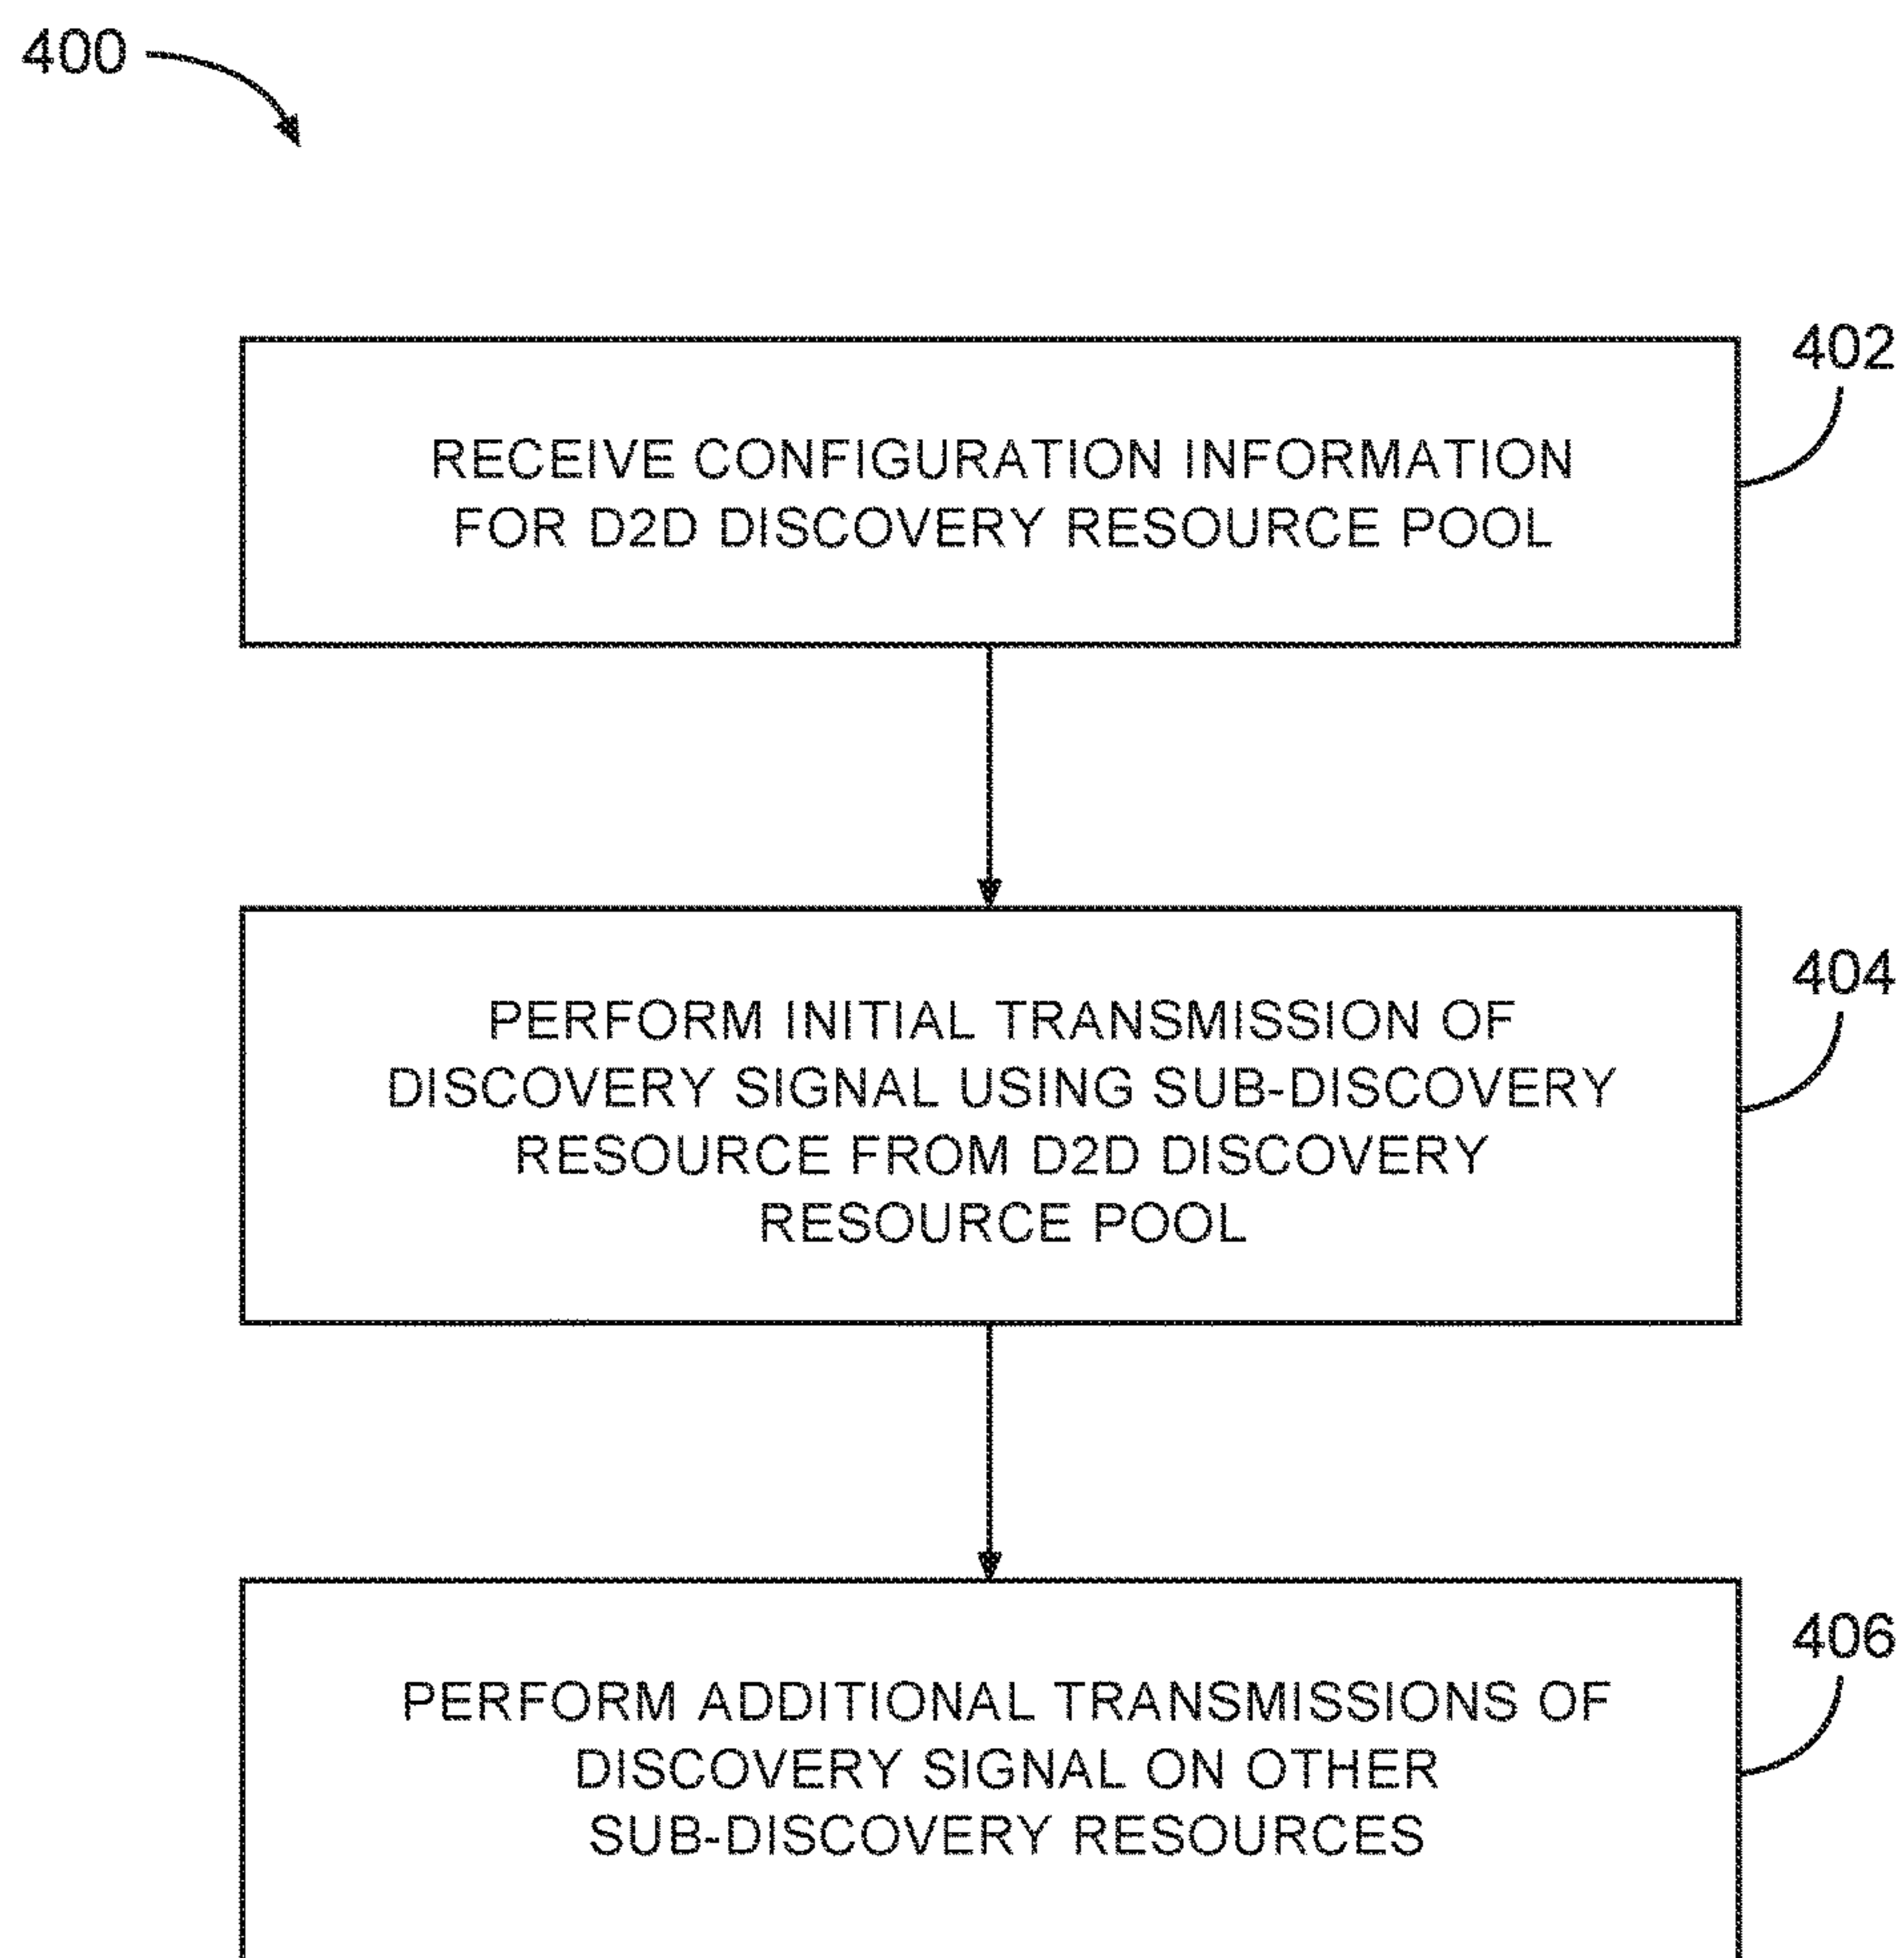 400
402
RECEIVE CONFIGURATION INFORMATION
FOR D2D DISCOVERY RESOURCE POOL
404
PERFORM INITIAL TRANSMISSION OF
DISCOVERY SIGNAL USING SUB-DISCOVERY
RESOURCE FROM D2D DISCOVERY
RESOURCE POOL
406
PERFORM ADDITIONAL TRANSMISSIONS OF
DISCOVERY SIGNAL ON OTHER
SUB-DISCOVERY RESOURCES